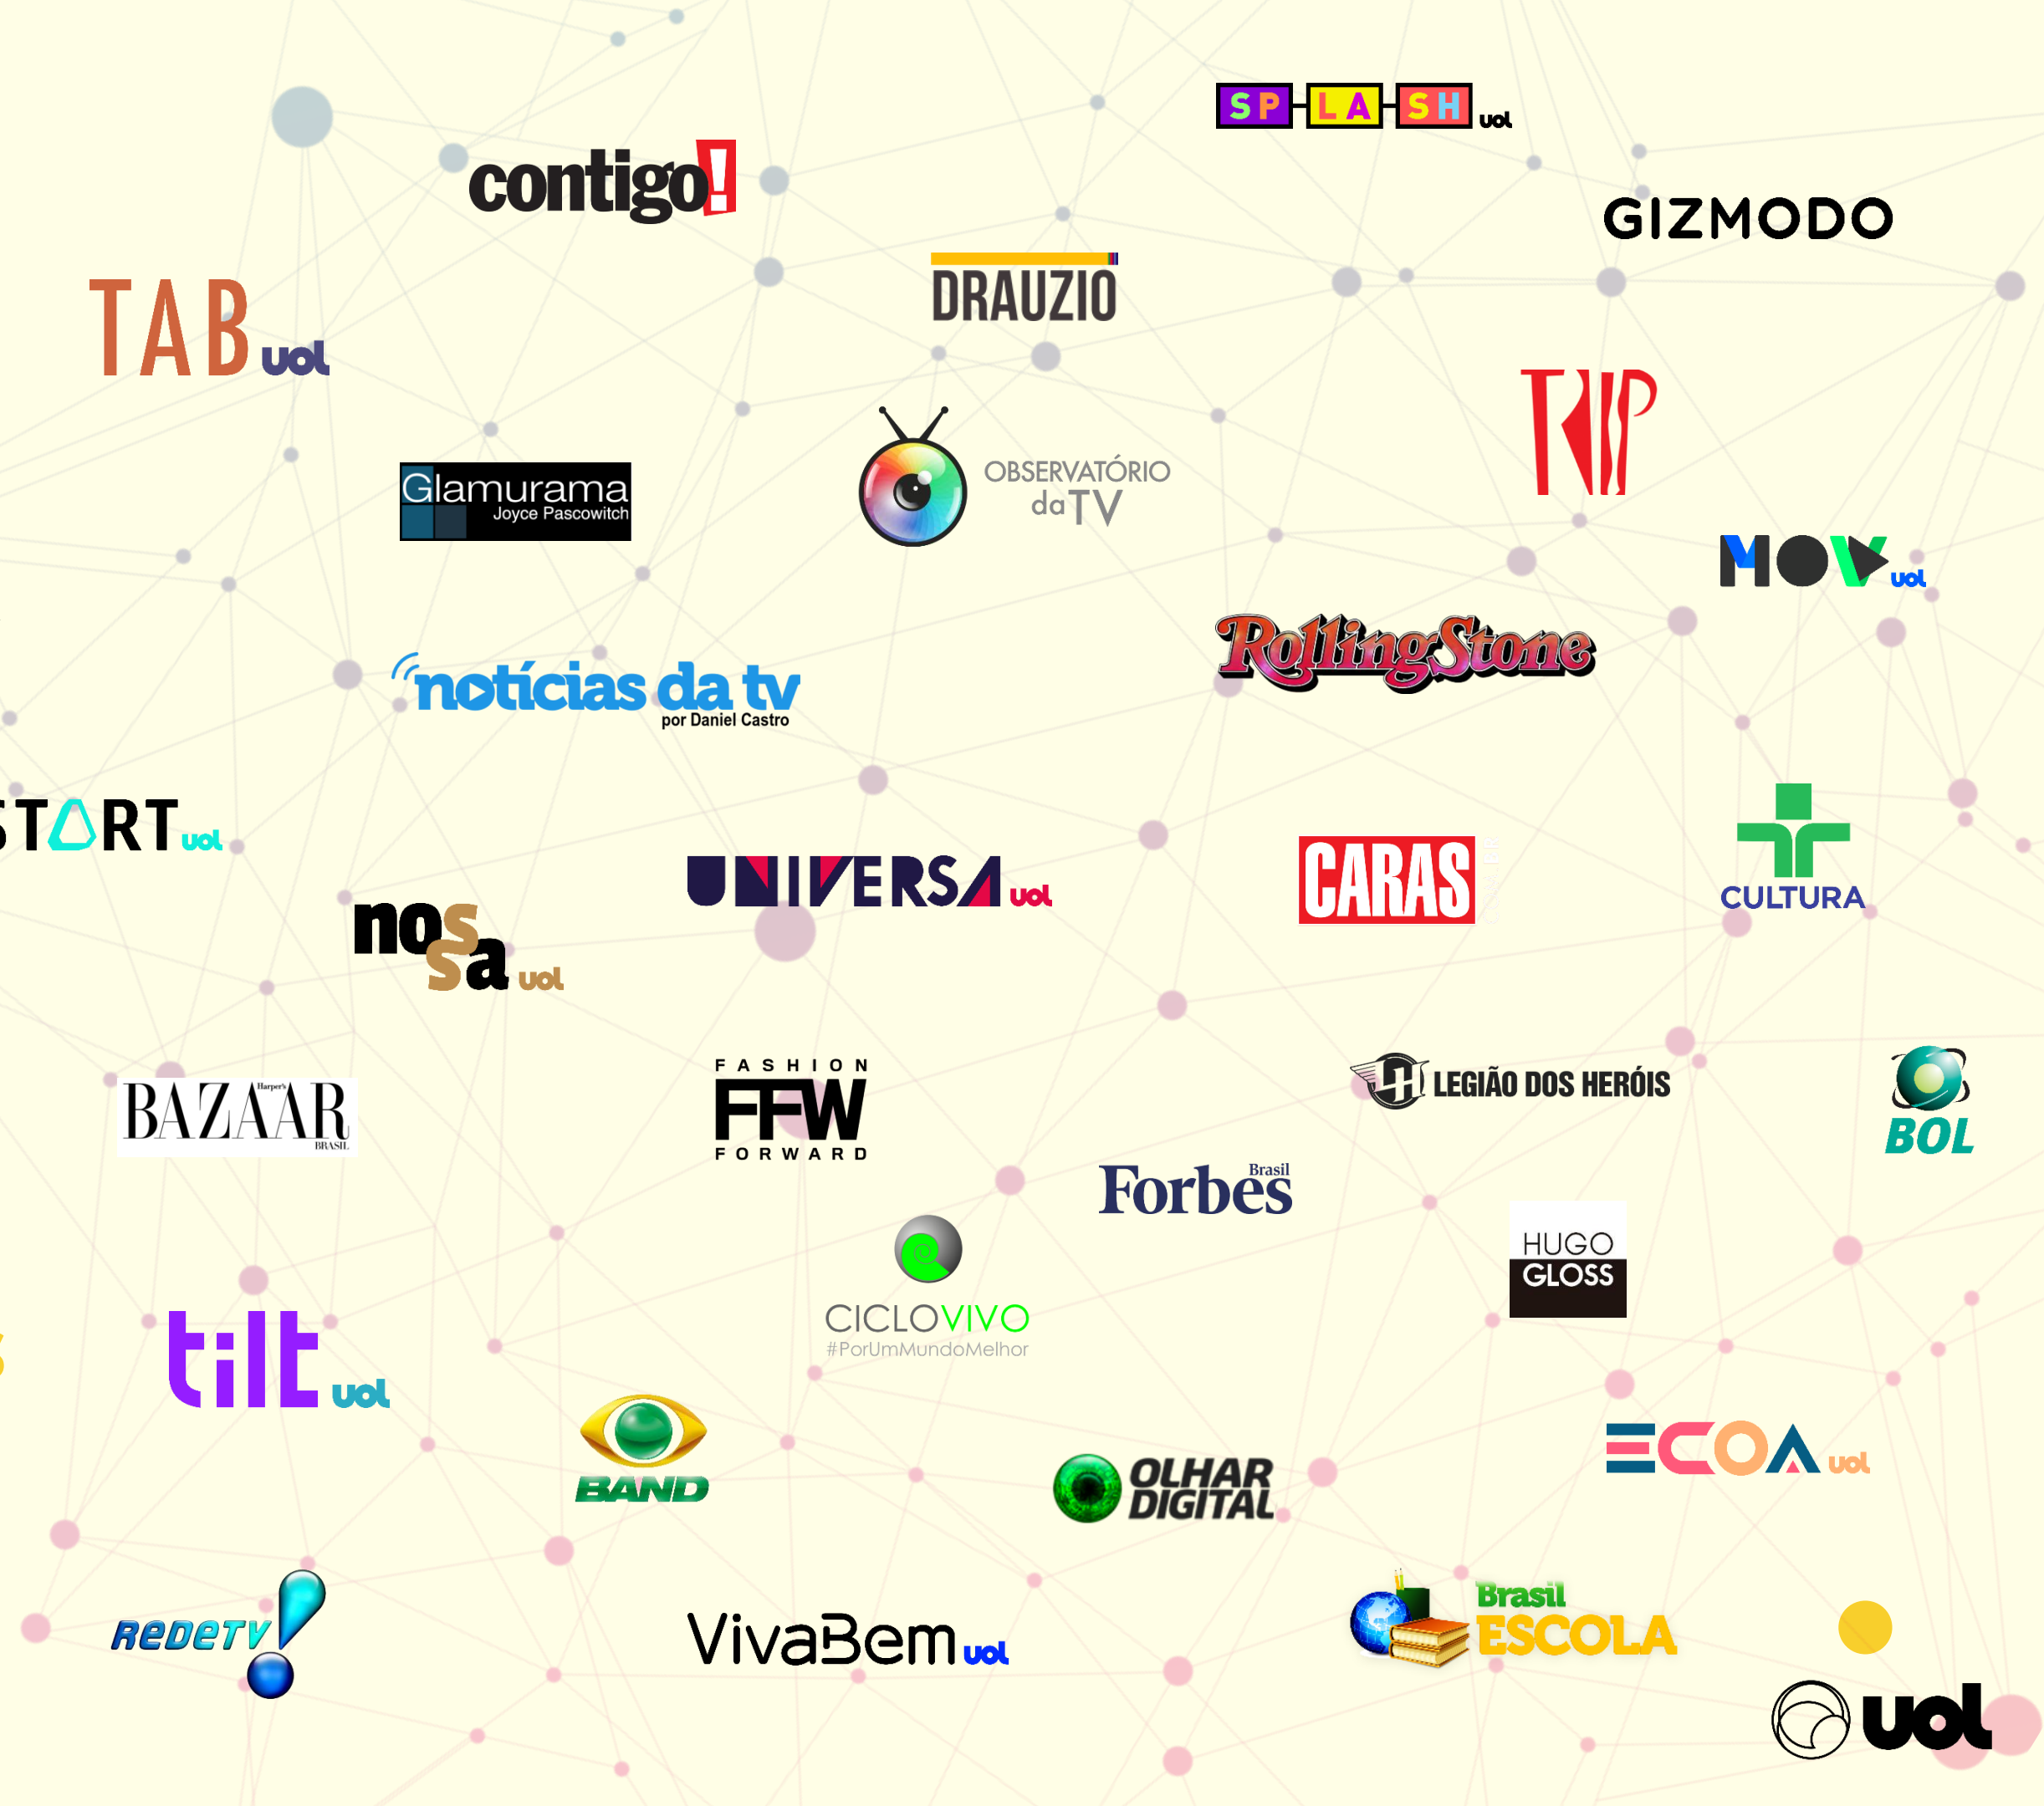 SPLASH uol
contigo!
GIZMODO
DRAUZIO
TAB uol
TRIP
Glamurama
Joyce Pascowitch
OBSERVATÓRIO
da TV
MOV uol
RollingStone
notícias da tv
por Daniel Castro
START uol
UNIVERSA uol
CARAS
CULTURA
nossa uol
Harper's
BAZAAR
BRASIL
FASHION
FFW
FORWARD
LEGIÃO DOS HERÓIS
BOL
Brasil
Forbes
HUGO
GLOSS
CICLOVIVO
#PorUmMundoMelhor
tilt uol
BAND
OLHAR
DIGITAL
ECOA uol
REDETV!
VivaBem uol
Brasil
ESCOLA
uol